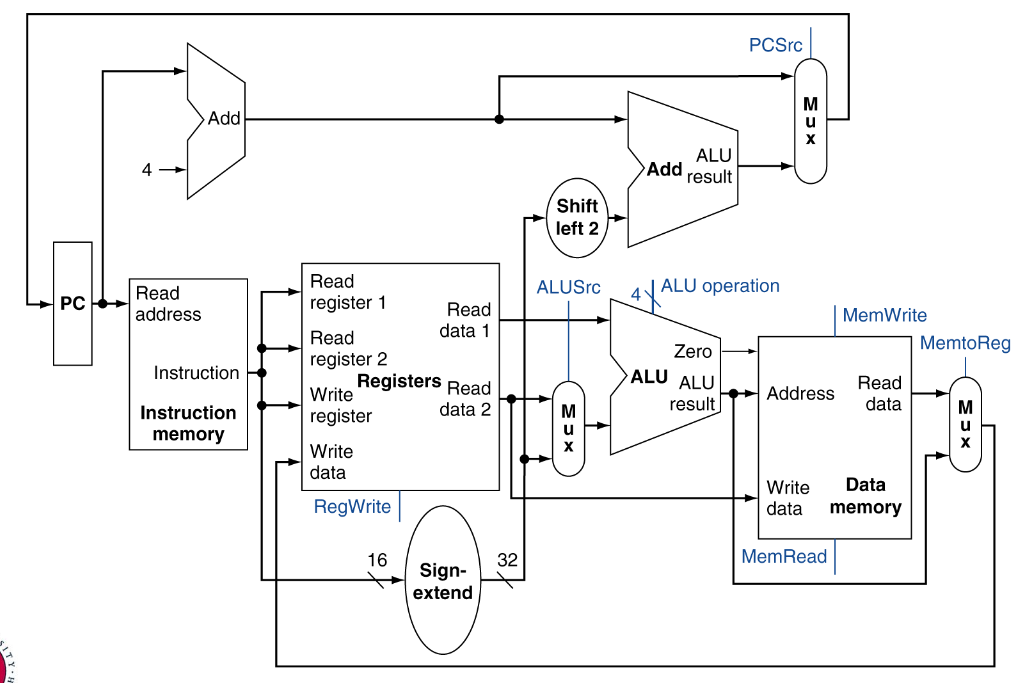 PCSrc
M
u
x
Add
4
Add
ALU
result
Shift
left 2
PC
Read
address
Instruction
Instruction
memory
Read
register 1
Read
register 2
Write
register
Write
data
Registers
Read
data 1
Read
data 2
RegWrite
16
Sign-
extend
32
ALUSrc
M
u
x
4
ALU operation
Zero
ALU
ALU
result
MemWrite
Address
Read
data
Write
data
Data
memory
MemRead
MemtoReg
M
u
x